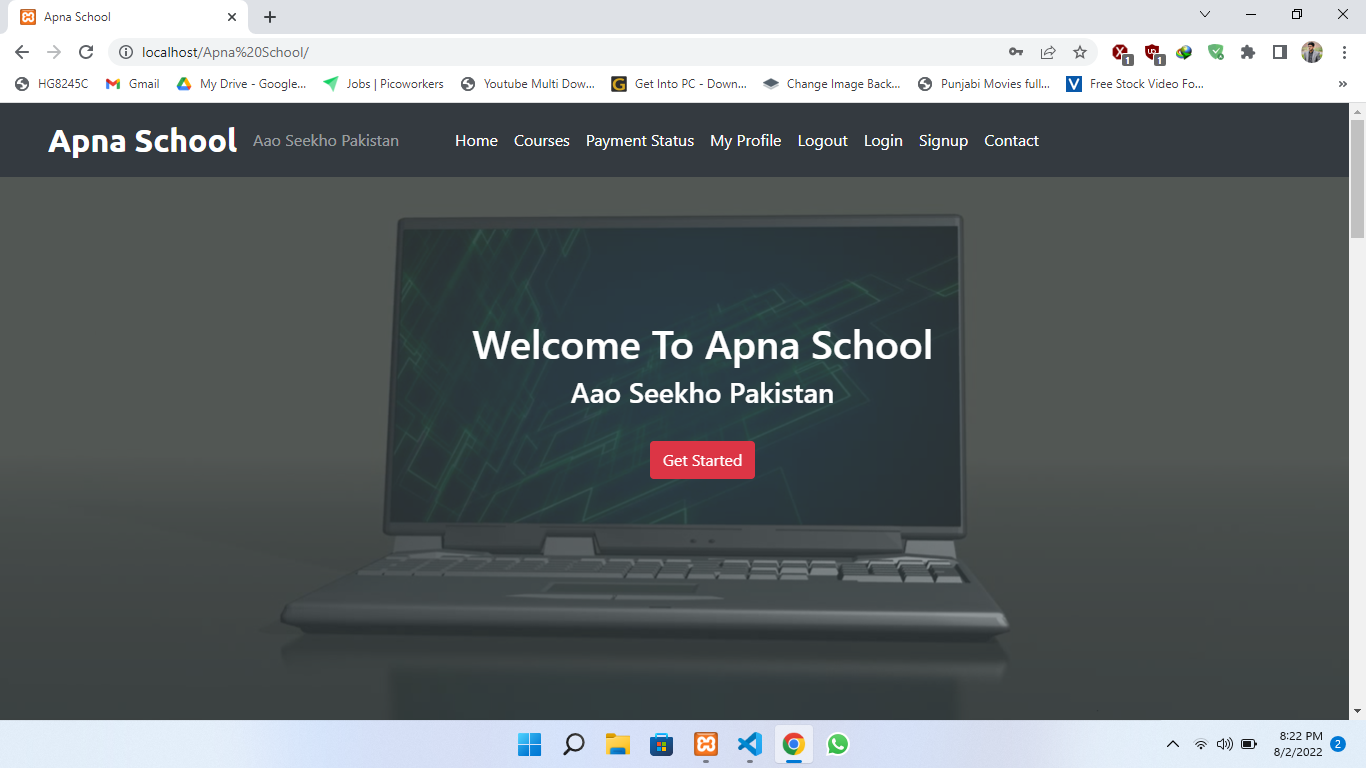 Apna School
localhost/Apna%20School/
1
1
HG8245C
Gmail
My Drive - Google...
Jobs | Picoworkers
Youtube Multi Dow...
Get Into PC - Down...
Change Image Back...
Punjabi Movies full...
Free Stock Video Fo...
Apna School
Aao Seekho Pakistan
Home
Courses
Payment Status
My Profile
Logout
Login
Signup
Contact
Welcome To Apna School
Aao Seekho Pakistan
Get Started
8:22 PM
8/2/2022
2